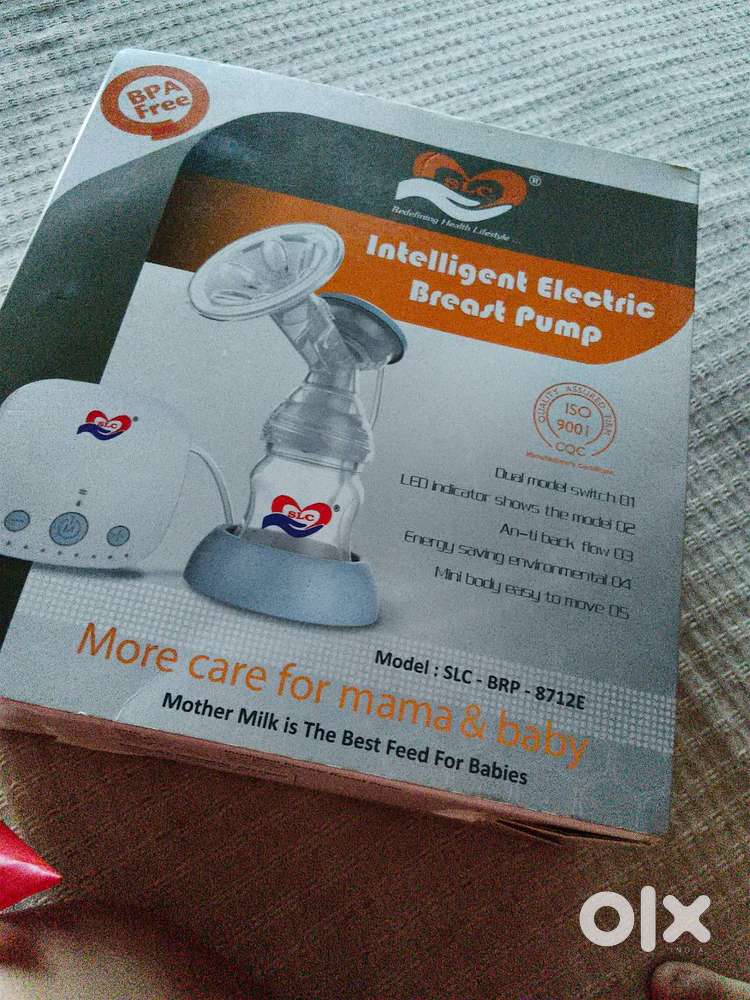 BPA
Free
SLC
®
Redefining Health Lifestyle
Intelligent Electric
Breast Pump
QUALITY ASSURED FIRM
ISO
9001
CQC
Manufacturer's Certificate
Dual model switch 01
LED indicator shows the model 02
An-ti back flow 03
Energy saving environmental 04
Mini body easy to move 05
SLC
®
SLC
®
Model : SLC - BRP - 8712E
More care for mama & baby
Mother Milk is The Best Feed For Babies
olx